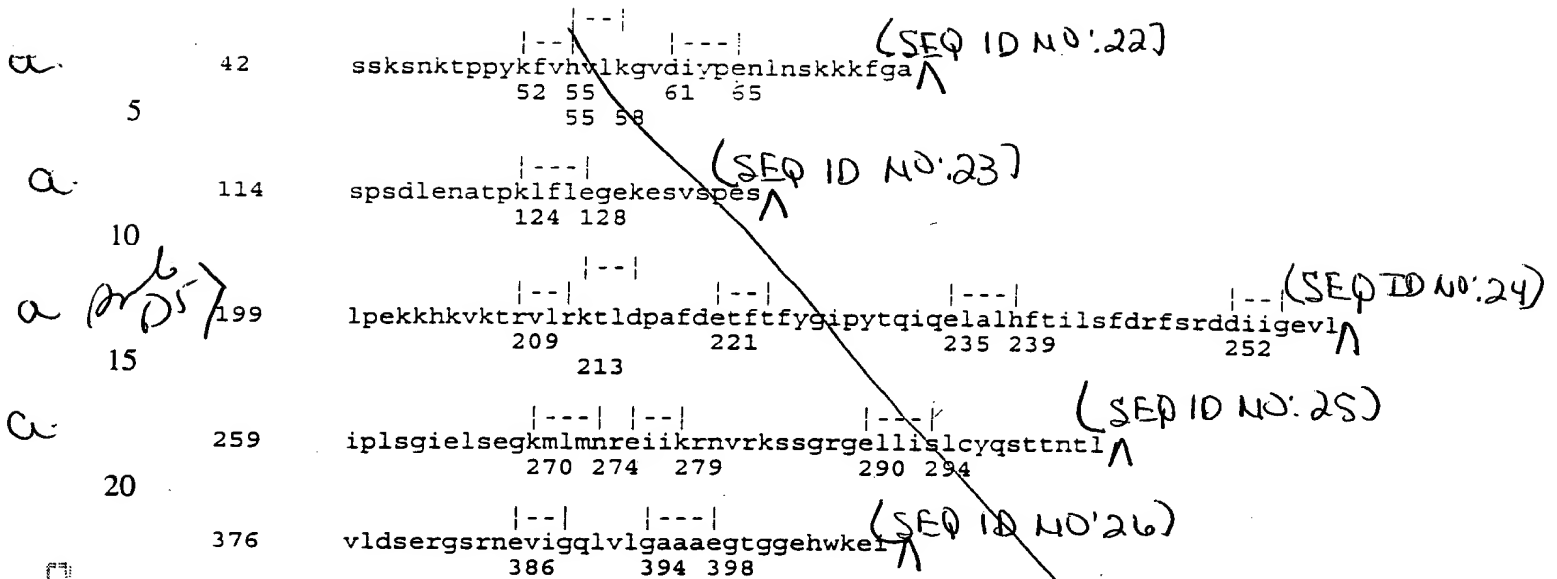 |--|
|--| |---| (SEQ ID NO:22)
a. 42 ssksnktppykfvhvlkgvdiypenlnskkkfga
52 55 61 65
5
55 58
|---| (SEQ ID NO:23)
a. 114 spsdlenatpklflegekesvspes
124 128
10
|--|
|--| |--| |---| |--| (SEQ ID NO:24)
a 199 lpekkhkvktrvlrktldpafdetftfygipytqiqelalhftilsfdrfsrddiigevl
209 221 235 239 252
15 213
|---| |--| |---| (SEQ ID NO:25)
a. 259 iplsgielsegkmlmnreiikrnvrkssgrgellislcyqsttntl
270 274 279 290 294
20
|--| |---| (SEQ ID NO:26)
376 vldsergsrnevigqlvlgaaaegtggehwkei
386 394 398